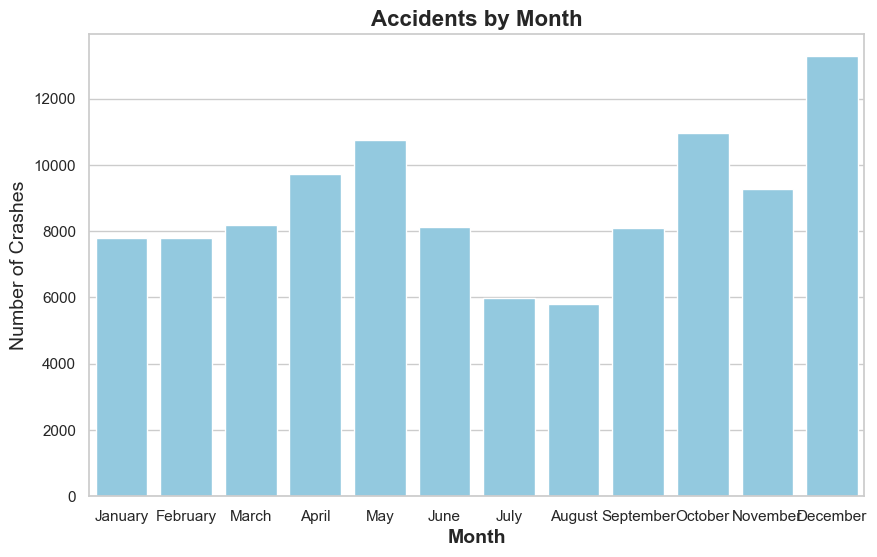 Accidents by Month
Number of Crashes
12000
10000
8000
6000
4000
2000
0
January February March April May June July August September October November December
Month